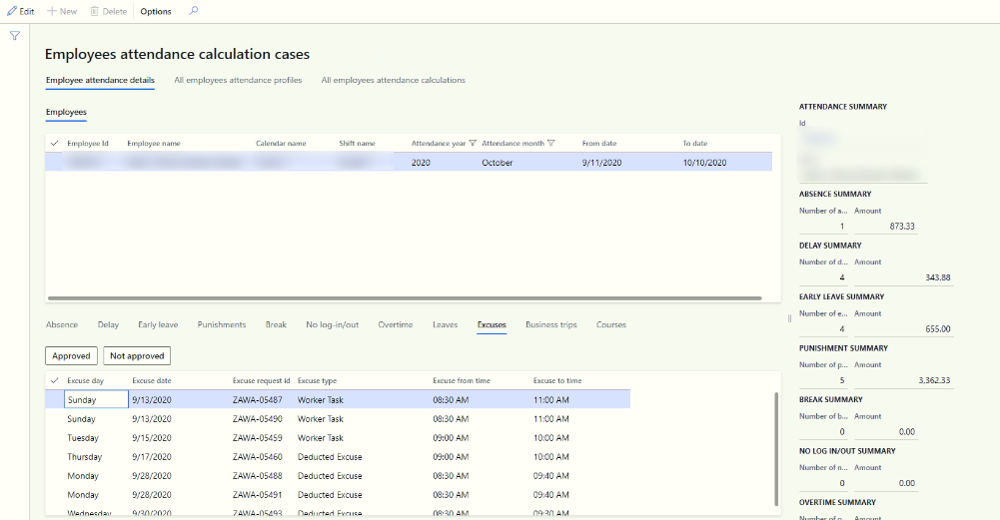 Edit New Delete Options
Employees attendance calculation cases
Employee attendance details All employees attendance profiles All employees attendance calculations
Employees
Employee Id Employee name Calendar name Shift name Attendance year Attendance month From date To date
2020 October 9/11/2020 10/10/2020
Absence Delay Early leave Punishments Break No log-in/out Overtime Leaves Excuses Business trips Courses
Approved Not approved
Excuse day Excuse date Excuse request Id Excuse type Excuse from time Excuse to time
Sunday 9/13/2020 ZAWA-05487 Worker Task 08:30 AM 11:00 AM
Sunday 9/13/2020 ZAWA-05490 Worker Task 08:30 AM 11:00 AM
Tuesday 9/15/2020 ZAWA-05459 Worker Task 09:00 AM 10:00 AM
Thursday 9/17/2020 ZAWA-05460 Deducted Excuse 09:00 AM 10:00 AM
Monday 9/28/2020 ZAWA-05488 Deducted Excuse 08:30 AM 09:40 AM
Monday 9/28/2020 ZAWA-05491 Deducted Excuse 08:30 AM 09:40 AM
Wednesday 9/30/2020 ZAWA-05493 Deducted Excuse 08:30 AM 09:30 AM
ATTENDANCE SUMMARY
Id
ABSENCE SUMMARY
Number of a... Amount
1 873.33
DELAY SUMMARY
Number of d... Amount
4 343.88
EARLY LEAVE SUMMARY
Number of e... Amount
4 655.00
PUNISHMENT SUMMARY
Number of p... Amount
5 3,362.33
BREAK SUMMARY
Number of b... Amount
0 0.00
NO LOG IN/OUT SUMMARY
Number of n... Amount
0 0.00
OVERTIME SUMMARY
Number of o... Amount